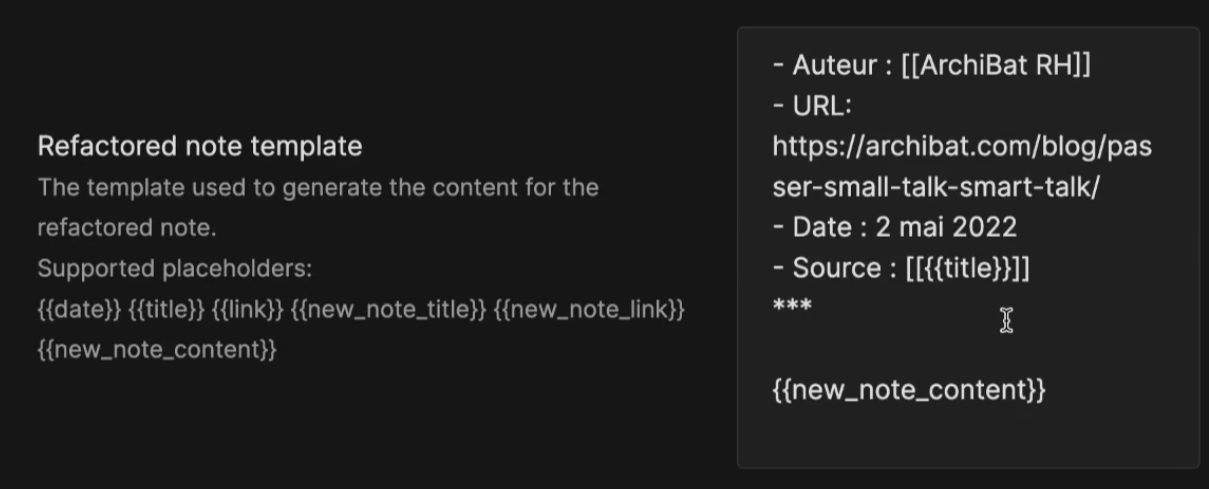 Refactored note template
The template used to generate the content for the
refactored note.
Supported placeholders:
{{date}} {{title}} {{link}} {{new_note_title}} {{new_note_link}}
{{new_note_content}}
- Auteur : [[ArchiBat RH]]
- URL:
https://archibat.com/blog/pas
ser-small-talk-smart-talk/
- Date : 2 mai 2022
- Source : [[{{title}}]]
***
{{new_note_content}}